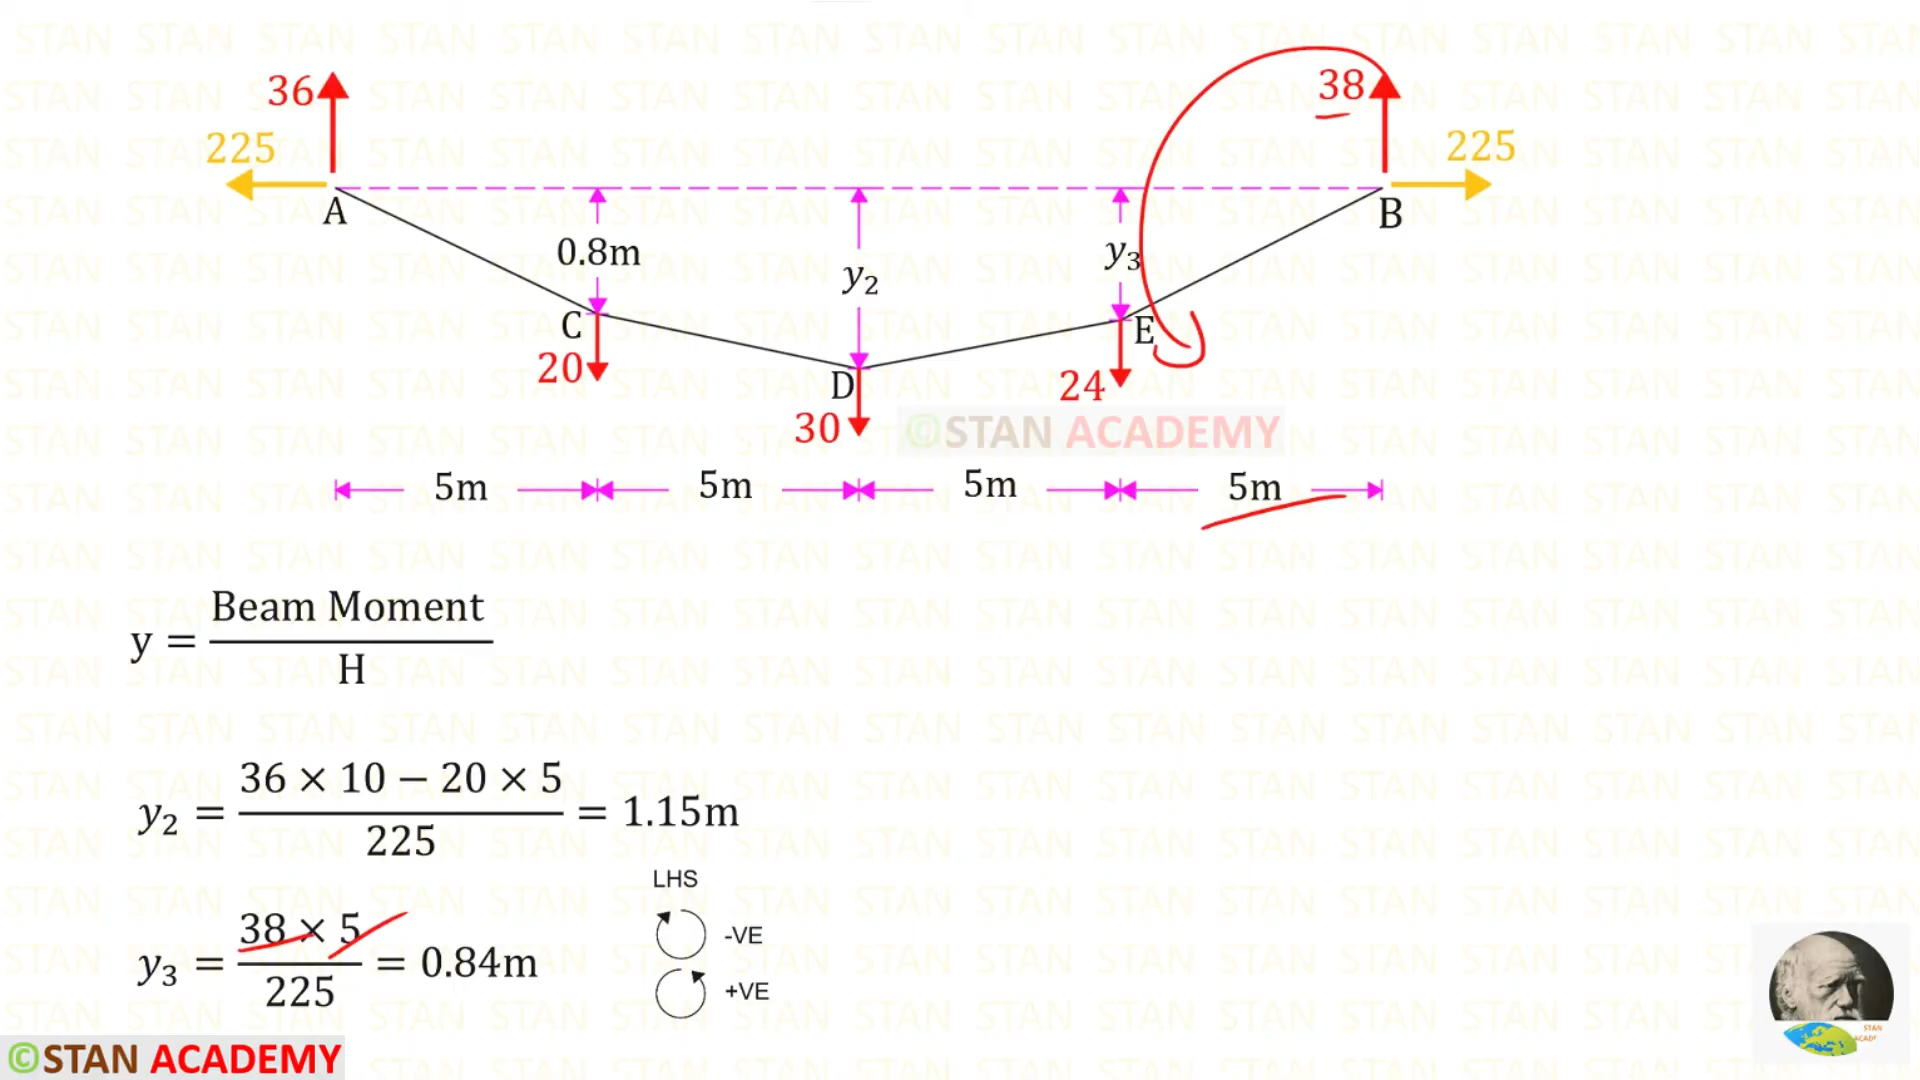 36
38
225
225
A
B
0.8m
y₂
y₃
C
E
20
D
24
30
©STAN ACADEMY
5m
5m
5m
5m
y = Beam Moment / H
y₂ = 36 × 10 − 20 × 5 / 225 = 1.15m
LHS
-VE
y₃ = 38 × 5 / 225 = 0.84m
+VE
STAN
ACAD
©STAN ACADEMY